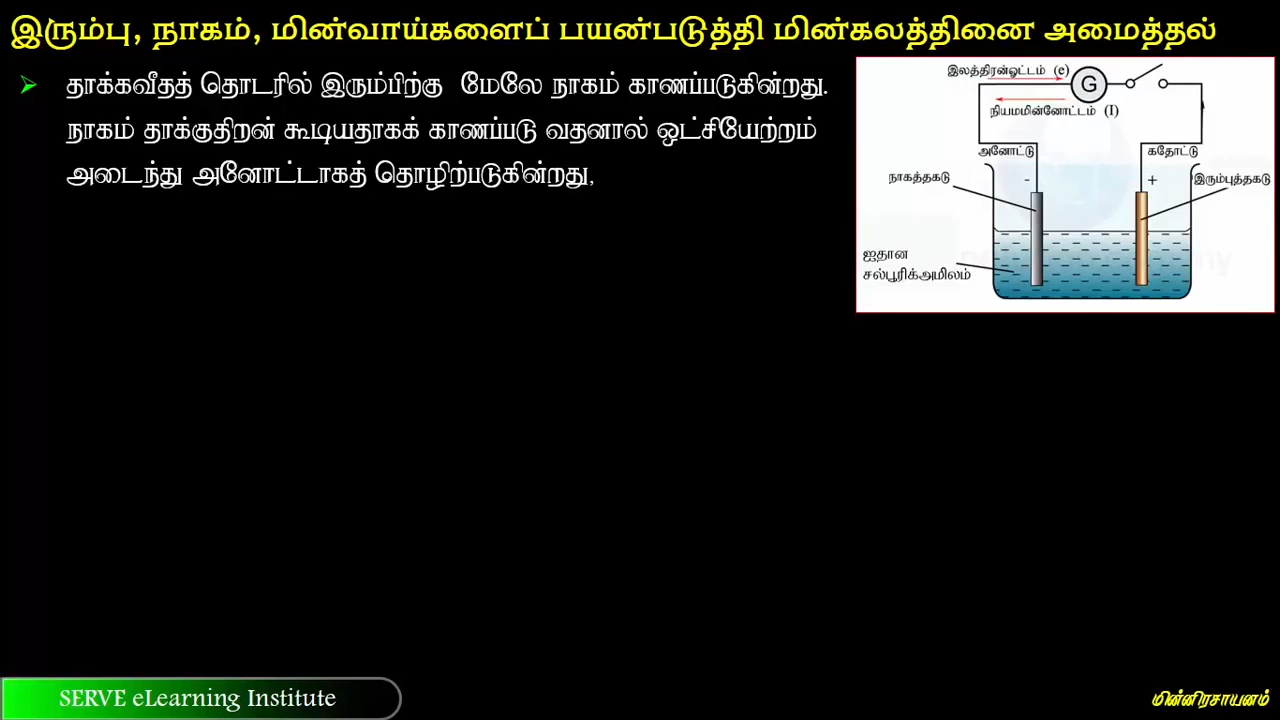 இரும்பு, நாகம், மின்வாய்களைப் பயன்படுத்தி மின்கலத்தினை அமைத்தல்
தாக்கவீதத் தொடரில் இரும்பிற்கு மேலே நாகம் காணப்படுகின்றது.
நாகம் தாக்குதிறன் கூடியதாகக் காணப்படு வதனால் ஒட்சியேற்றம்
அடைந்து அனோட்டாகத் தொழிற்படுகின்றது,
இலத்திரன்ஓட்டம் (e)
G
நியமமின்னோட்டம் (I)
அனோட்டு
கதோட்டு
நாகத்தகடு
-
+
இரும்புத்தகடு
ஐதான
சல்பூரிக்அமிலம்
SERVE eLearning Institute
மின்னிரசாயனம்